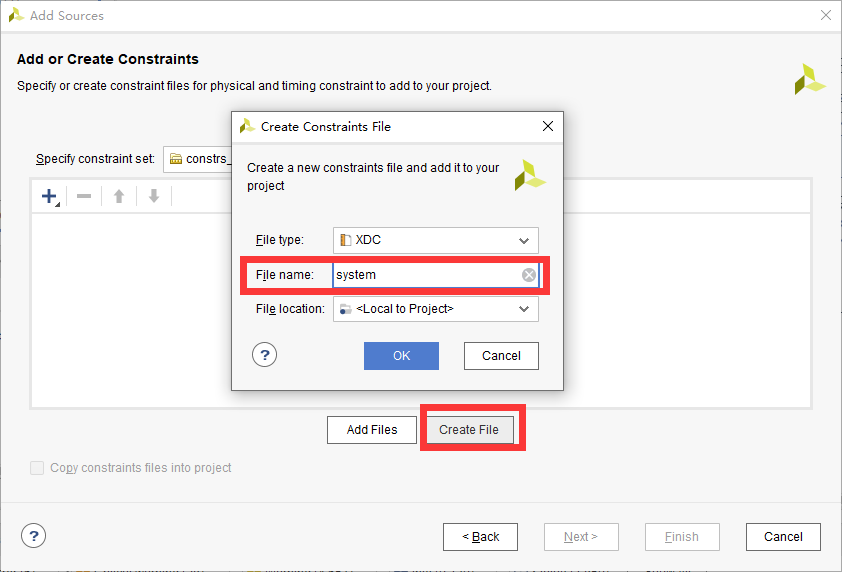 Add Sources
Add or Create Constraints
Specify or create constraint files for physical and timing constraint to add to your project.
Specify constraint set: constrs_
Create Constraints File
Create a new constraints file and add it to your
project
File type: XDC
File name: system
File location: <Local to Project>
? OK Cancel
Add Files Create File
Copy constraints files into project
? < Back Next > Finish Cancel